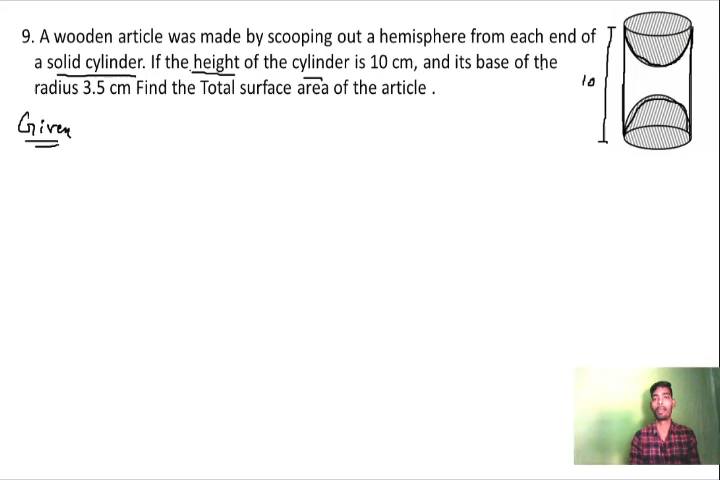 9. A wooden article was made by scooping out a hemisphere from each end of
a solid cylinder. If the height of the cylinder is 10 cm, and its base of the
radius 3.5 cm Find the Total surface area of the article .
10
Given